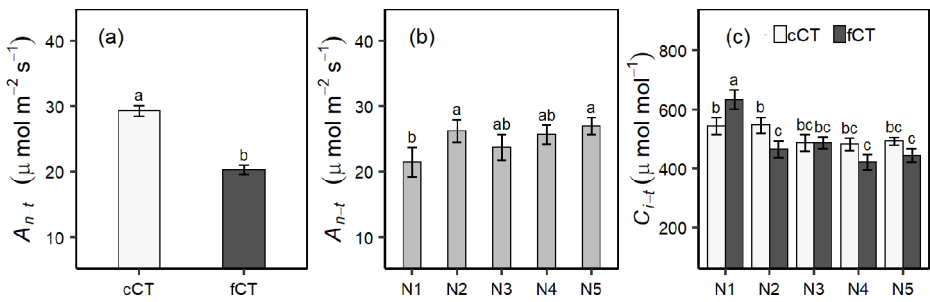 (a)
A n t (μ mol m⁻² s⁻¹)
40
30
20
10
a
b
cCT
fCT
(b)
A n−t (μ mol m⁻² s⁻¹)
40
30
20
10
b
a
ab
ab
a
N1
N2
N3
N4
N5
(c)
cCT
fCT
C i−t (μ mol mol⁻¹)
800
600
400
200
b
a
b
c
bc
bc
bc
c
bc
c
N1
N2
N3
N4
N5